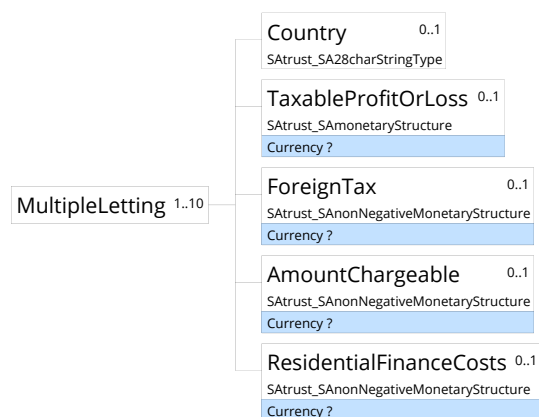 Country 0..1
SAtrust_SA28charStringType
TaxableProfitOrLoss 0..1
SAtrust_SAmonetaryStructure
Currency ?
MultipleLetting 1..10
ForeignTax 0..1
SAtrust_SAnonNegativeMonetaryStructure
Currency ?
AmountChargeable 0..1
SAtrust_SAnonNegativeMonetaryStructure
Currency ?
ResidentialFinanceCosts 0..1
SAtrust_SAnonNegativeMonetaryStructure
Currency ?